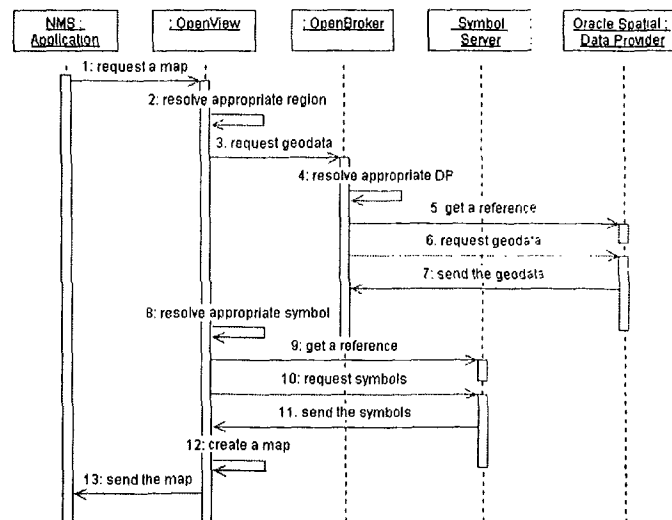 NMS :
Application
: OpenView
: OpenBroker
Symbol
Server
Oracle Spatial :
Data Provider
1: request a map
2: resolve appropriate region
3. request geodata
4: resolve appropriate DP
5 get a reference
6. request geodata
7: send the geodata
8: resolve appropriate symbol
9: get a reference
10: request symbols
11. send the symbols
12: create a map
13: send the map